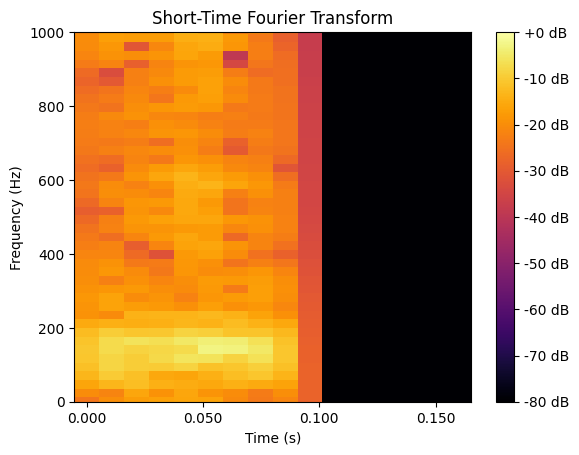 Short-Time Fourier Transform
1000
800
600
400
200
0
Frequency (Hz)
0.000
0.050
0.100
0.150
Time (s)
+0 dB
-10 dB
-20 dB
-30 dB
-40 dB
-50 dB
-60 dB
-70 dB
-80 dB